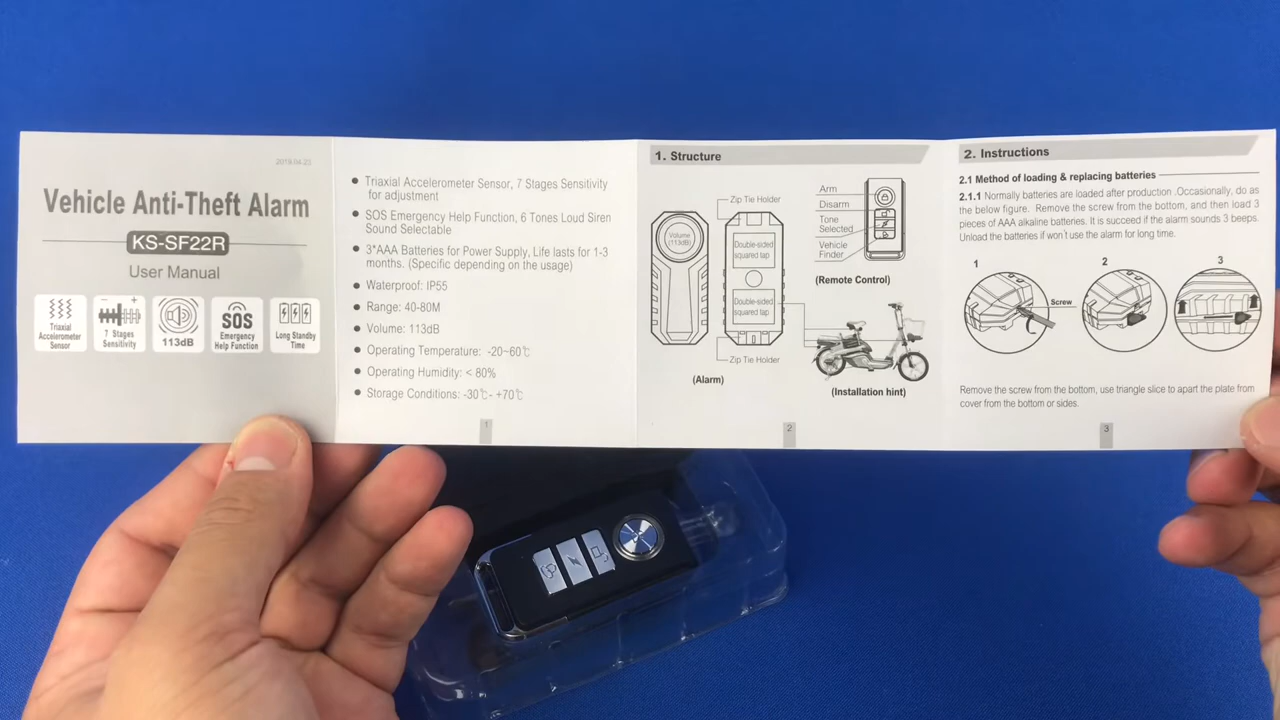 2019.04.23
Vehicle Anti-Theft Alarm
KS-SF22R
User Manual
Triaxial
Accelerometer
Sensor
− +
7 Stages
Sensitivity
113dB
SOS
Emergency
Help Function
Long Standby
Time
Triaxial Accelerometer Sensor, 7 Stages Sensitivity
for adjustment
SOS Emergency Help Function, 6 Tones Loud Siren
Sound Selectable
3*AAA Batteries for Power Supply, Life lasts for 1-3
months. (Specific depending on the usage)
Waterproof: IP55
Range: 40-80M
Volume: 113dB
Operating Temperature: -20~60℃
Operating Humidity: < 80%
Storage Conditions: -30℃- +70℃
1
1. Structure
Volume
(113dB)
Zip Tie Holder
Double-sided
squared tap
Double-sided
squared tap
Zip Tie Holder
(Alarm)
Arm
Disarm
Tone
Selected
Vehicle
Finder
(Remote Control)
(Installation hint)
2
2. Instructions
2.1 Method of loading & replacing batteries
2.1.1 Normally batteries are loaded after production .Occasionally, do as
the below figure. Remove the screw from the bottom, and then load 3
pieces of AAA alkaline batteries. It is succeed if the alarm sounds 3 beeps.
Unload the batteries if won't use the alarm for long time.
1
Screw
2
3
Remove the screw from the bottom, use triangle slice to apart the plate from
cover from the bottom or sides.
3